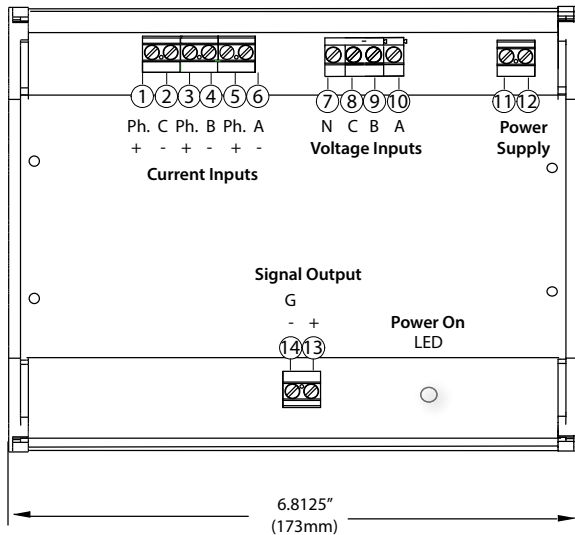 1 2 3 4 5 6
Ph. C Ph. B Ph. A
+ - + - + -
Current Inputs
7 8 9 10
N C B A
Voltage Inputs
11 12
Power
Supply
Signal Output
G
- +
14 13
Power On
LED
6.8125”
(173mm)